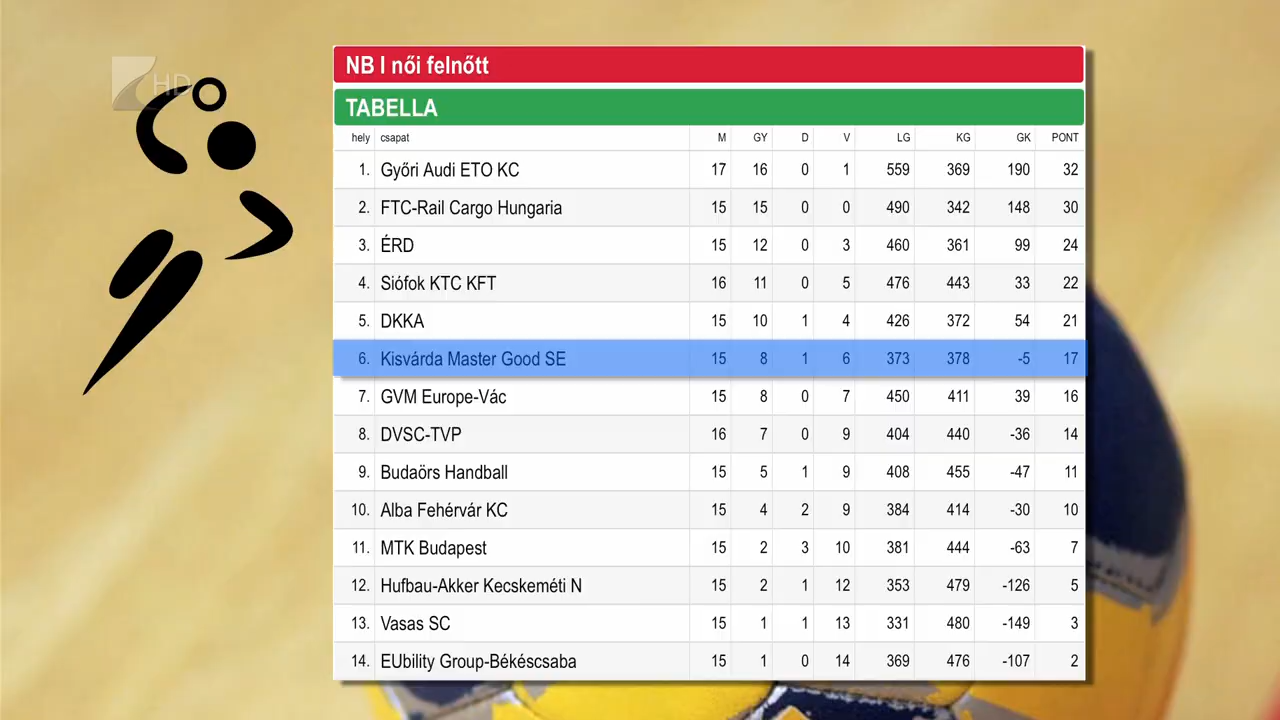 HD
NB I női felnőtt
TABELLA
hely csapat M GY D V LG KG GK PONT
1. Győri Audi ETO KC 17 16 0 1 559 369 190 32
2. FTC-Rail Cargo Hungaria 15 15 0 0 490 342 148 30
3. ÉRD 15 12 0 3 460 361 99 24
4. Siófok KTC KFT 16 11 0 5 476 443 33 22
5. DKKA 15 10 1 4 426 372 54 21
6. Kisvárda Master Good SE 15 8 1 6 373 378 -5 17
7. GVM Europe-Vác 15 8 0 7 450 411 39 16
8. DVSC-TVP 16 7 0 9 404 440 -36 14
9. Budaörs Handball 15 5 1 9 408 455 -47 11
10. Alba Fehérvár KC 15 4 2 9 384 414 -30 10
11. MTK Budapest 15 2 3 10 381 444 -63 7
12. Hufbau-Akker Kecskeméti N 15 2 1 12 353 479 -126 5
13. Vasas SC 15 1 1 13 331 480 -149 3
14. EUbility Group-Békéscsaba 15 1 0 14 369 476 -107 2